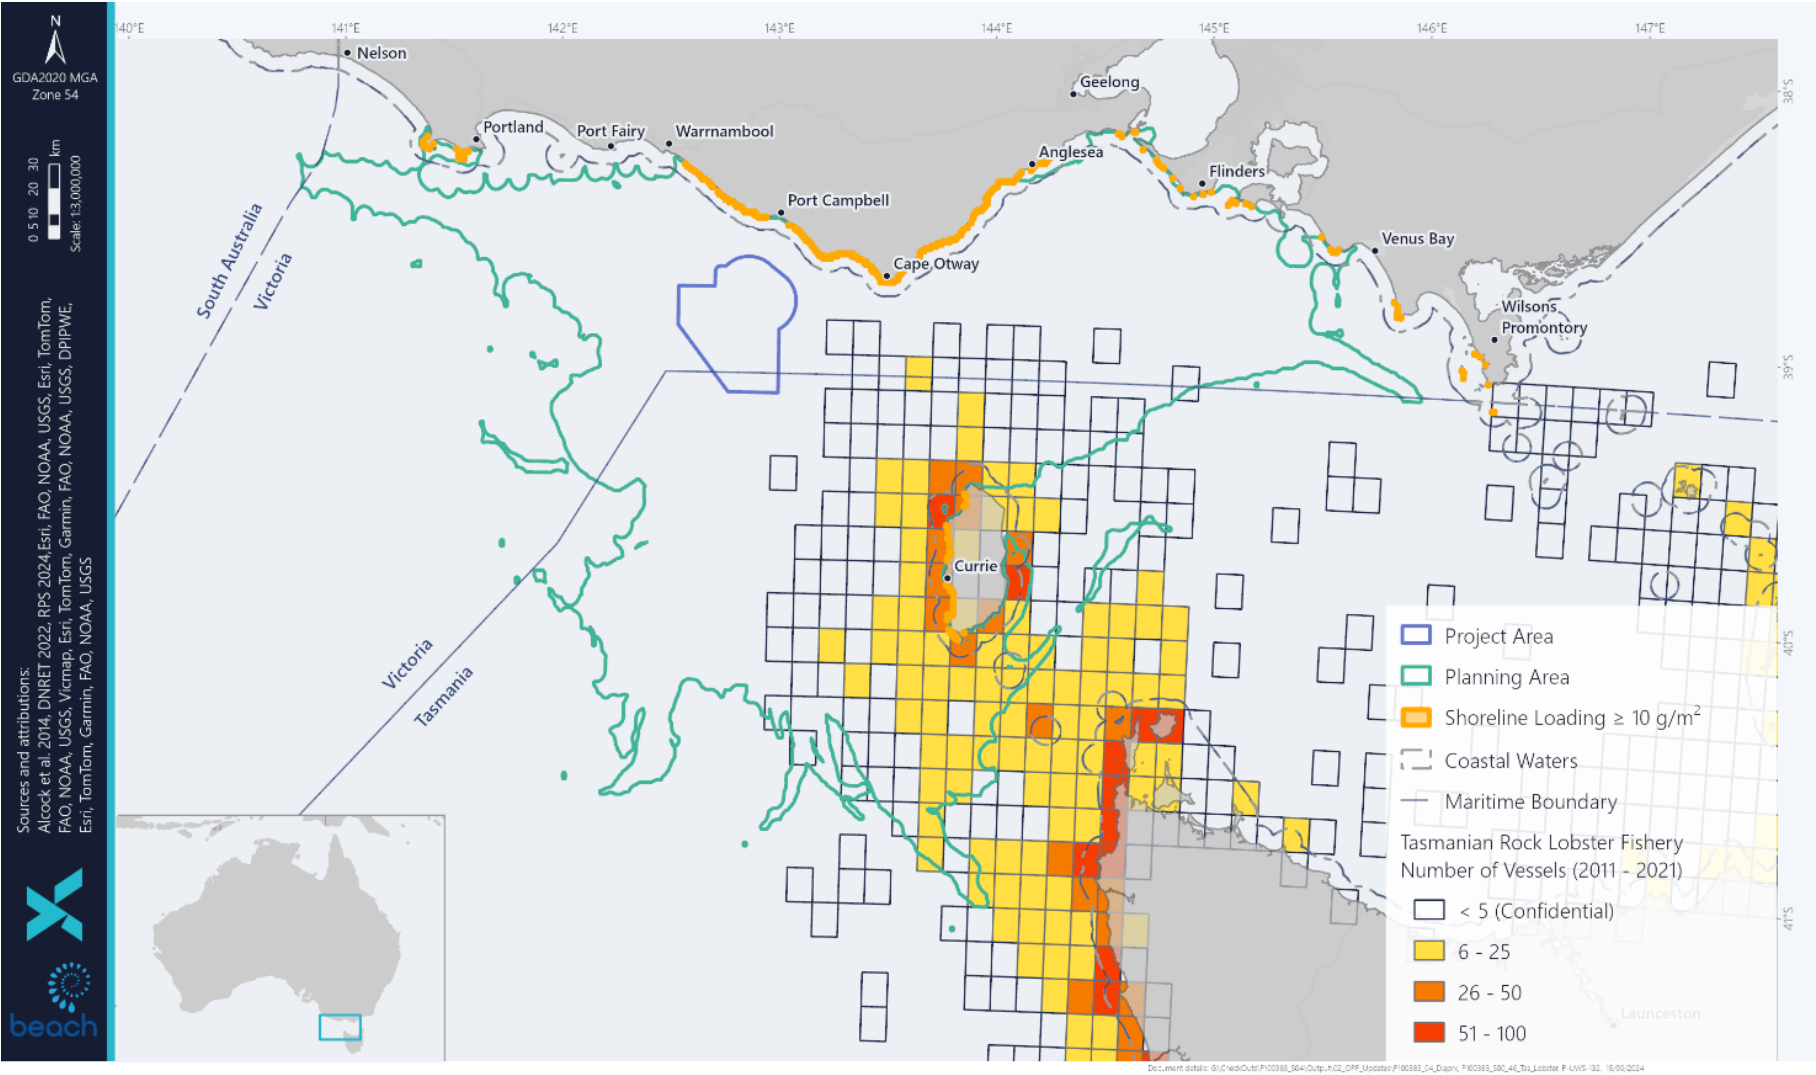 140°E
141°E
142°E
143°E
144°E
145°E
146°E
147°E
N
GDA2020 MGA
Zone 54
0 5 10 20 30 km
Scale: 1:3,000,000
Sources and attributions:
Alcock et al. 2014, DNRET 2022, RPS 2024,Esri, FAO, NOAA, USGS, Esri, TomTom,
FAO, NOAA, USGS, Vicmap, Esri, TomTom, Garmin, FAO, NOAA, USGS, DPIPWE,
Esri, TomTom, Garmin, FAO, NOAA, USGS
beach
Nelson
Portland
Port Fairy
Warrnambool
Geelong
Anglesea
Flinders
Port Campbell
Cape Otway
Venus Bay
Wilsons
Promontory
Currie
South Australia
Victoria
Victoria
Tasmania
38°S
39°S
40°S
41°S
Project Area
Planning Area
Shoreline Loading ≥ 10 g/m²
Coastal Waters
Maritime Boundary
Tasmanian Rock Lobster Fishery
Number of Vessels (2011 - 2021)
< 5 (Confidential)
6 - 25
26 - 50
51 - 100
Launceston